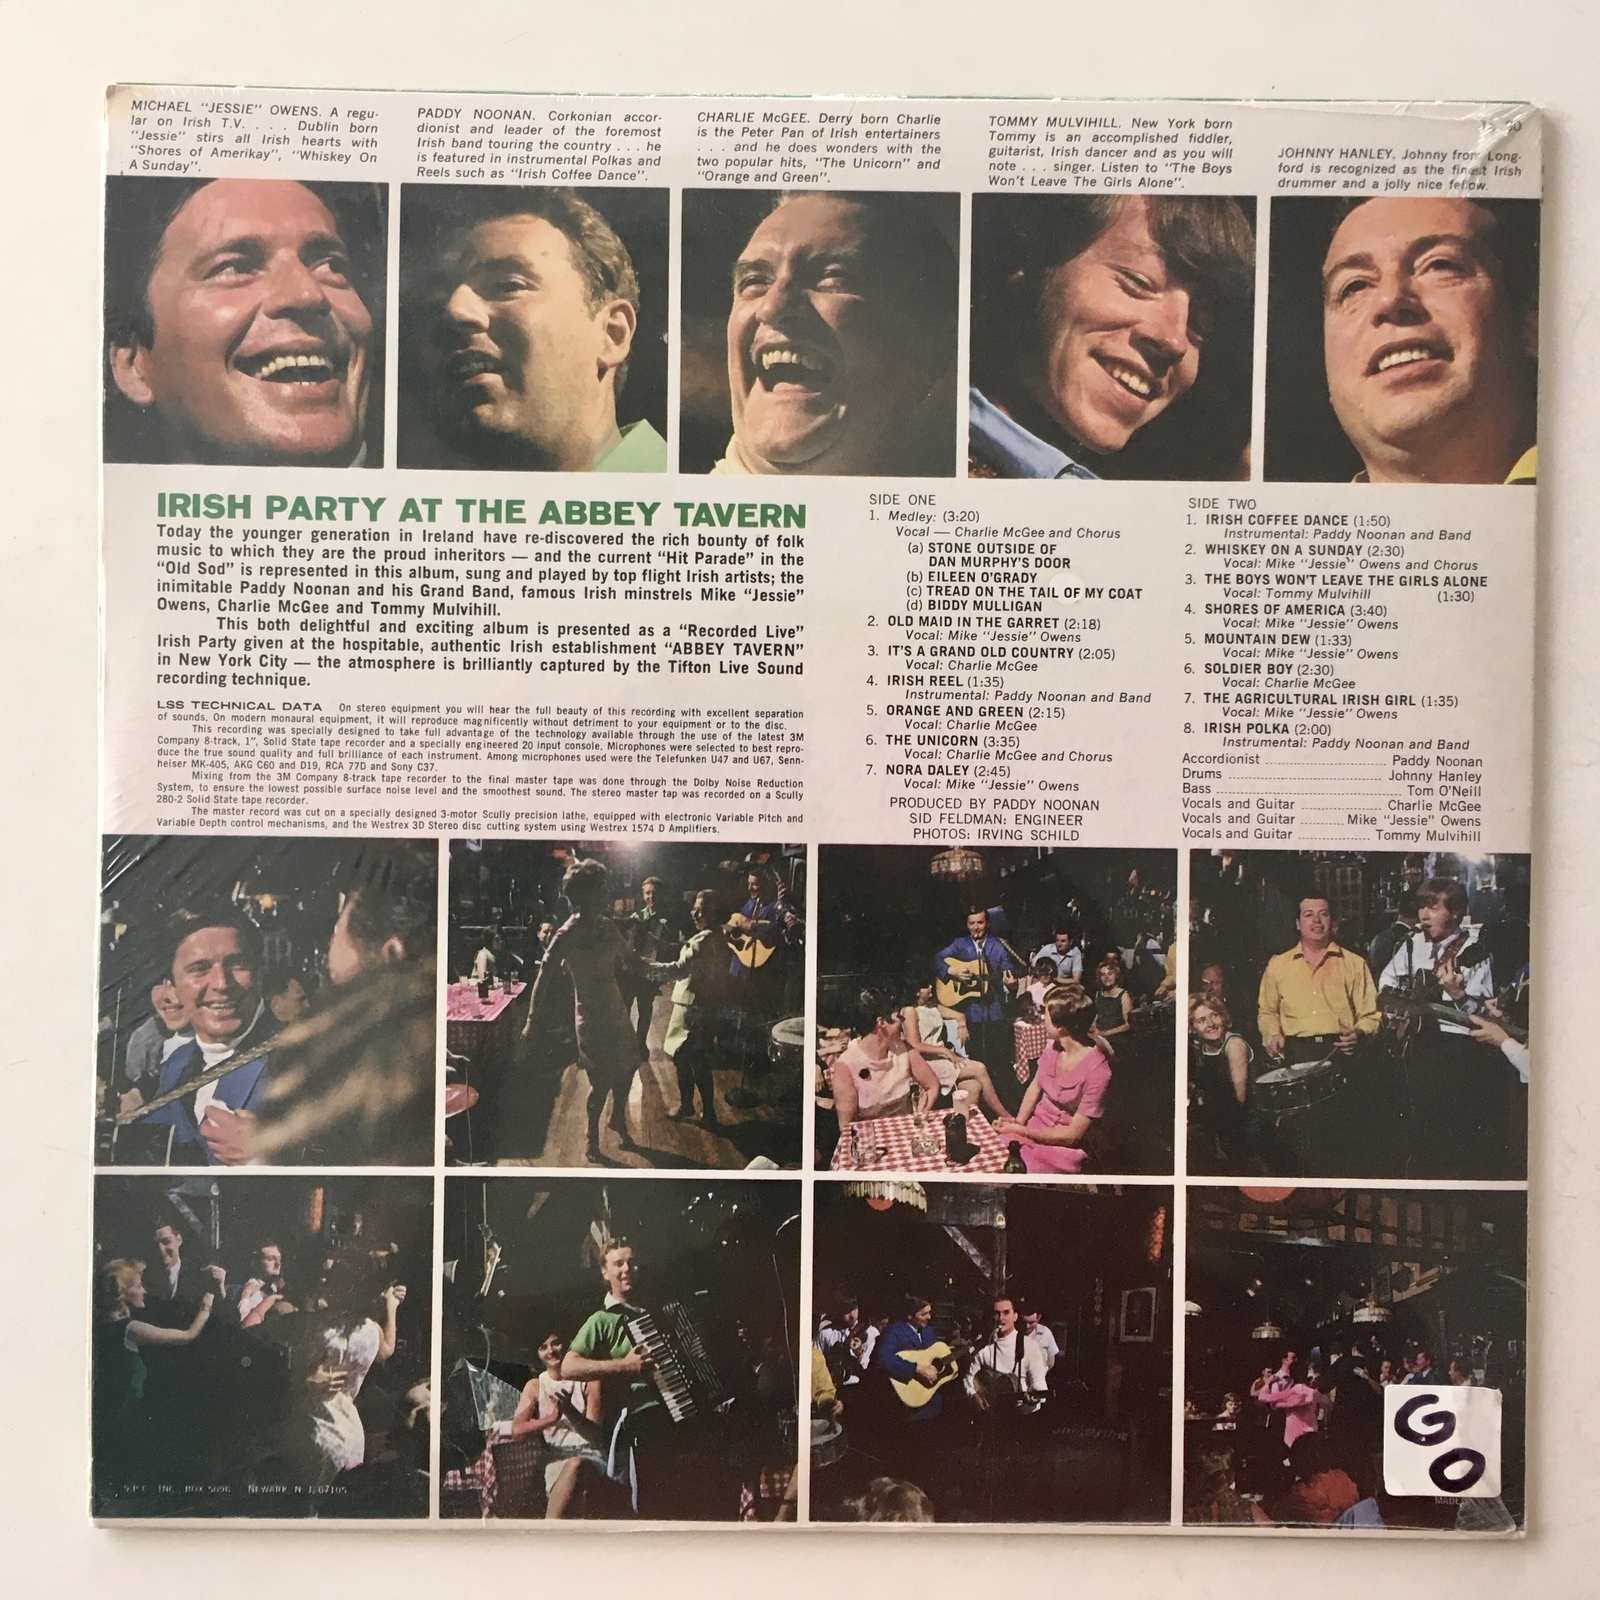 MICHAEL "JESSIE" OWENS. A regu-
lar on Irish T.V. . . . Dublin born
"Jessie" stirs all Irish hearts with
"Shores of Amerikay", "Whiskey On
A Sunday".
PADDY NOONAN. Corkonian accor-
dionist and leader of the foremost
Irish band touring the country . . . he
is featured in instrumental Polkas and
Reels such as "Irish Coffee Dance".
CHARLIE McGEE. Derry born Charlie
is the Peter Pan of Irish entertainers
. . . and he does wonders with the
two popular hits, "The Unicorn" and
"Orange and Green".
TOMMY MULVIHILL. New York born
Tommy is an accomplished fiddler,
guitarist, Irish dancer and as you will
note . . . singer. Listen to "The Boys
Won't Leave The Girls Alone".
JOHNNY HANLEY. Johnny from Long-
ford is recognized as the finest Irish
drummer and a jolly nice fellow.
IRISH PARTY AT THE ABBEY TAVERN
Today the younger generation in Ireland have re-discovered the rich bounty of folk
music to which they are the proud inheritors — and the current "Hit Parade" in the
"Old Sod" is represented in this album, sung and played by top flight Irish artists; the
inimitable Paddy Noonan and his Grand Band, famous Irish minstrels Mike "Jessie"
Owens, Charlie McGee and Tommy Mulvihill.
This both delightful and exciting album is presented as a "Recorded Live"
Irish Party given at the hospitable, authentic Irish establishment "ABBEY TAVERN"
in New York City — the atmosphere is brilliantly captured by the Tifton Live Sound
recording technique.
LSS TECHNICAL DATA On stereo equipment you will hear the full beauty of this recording with excellent separation
of sounds. On modern monaural equipment, it will reproduce magnificently without detriment to your equipment or to the disc.
This recording was specially designed to take full advantage of the technology available through the use of the latest 3M
Company 8-track, 1", Solid State tape recorder and a specially engineered 20 input console. Microphones were selected to best repro-
duce the true sound quality and full brilliance of each instrument. Among microphones used were the Telefunken U47 and U67, Senn-
heiser MK-405, AKG C60 and D19, RCA 77D and Sony C37.
Mixing from the 3M Company 8-track tape recorder to the final master tape was done through the Dolby Noise Reduction
System, to ensure the lowest possible surface noise level and the smoothest sound. The stereo master tap was recorded on a Scully
280-2 Solid State tape recorder.
The master record was cut on a specially designed 3-motor Scully precision lathe, equipped with electronic Variable Pitch and
Variable Depth control mechanisms, and the Westrex 3D Stereo disc cutting system using Westrex 1574 D Amplifiers.
SIDE ONE
1. Medley: (3:20)
Vocal — Charlie McGee and Chorus
(a) STONE OUTSIDE OF
DAN MURPHY'S DOOR
(b) EILEEN O'GRADY
(c) TREAD ON THE TAIL OF MY COAT
(d) BIDDY MULLIGAN
2. OLD MAID IN THE GARRET (2:18)
Vocal: Mike "Jessie" Owens
3. IT'S A GRAND OLD COUNTRY (2:05)
Vocal: Charlie McGee
4. IRISH REEL (1:35)
Instrumental: Paddy Noonan and Band
5. ORANGE AND GREEN (2:15)
Vocal: Charlie McGee
6. THE UNICORN (3:35)
Vocal: Charlie McGee and Chorus
7. NORA DALEY (2:45)
Vocal: Mike "Jessie" Owens
PRODUCED BY PADDY NOONAN
SID FELDMAN: ENGINEER
PHOTOS: IRVING SCHILD
SIDE TWO
1. IRISH COFFEE DANCE (1:50)
Instrumental: Paddy Noonan and Band
2. WHISKEY ON A SUNDAY (2:30)
Vocal: Mike "Jessie" Owens and Chorus
3. THE BOYS WON'T LEAVE THE GIRLS ALONE
Vocal: Tommy Mulvihill (1:30)
4. SHORES OF AMERICA (3:40)
Vocal: Mike "Jessie" Owens
5. MOUNTAIN DEW (1:33)
Vocal: Mike "Jessie" Owens
6. SOLDIER BOY (2:30)
Vocal: Charlie McGee
7. THE AGRICULTURAL IRISH GIRL (1:35)
Vocal: Mike "Jessie" Owens
8. IRISH POLKA (2:00)
Instrumental: Paddy Noonan and Band
Accordionist ........ Paddy Noonan
Drums ........ Johnny Hanley
Bass ........ Tom O'Neill
Vocals and Guitar ........ Charlie McGee
Vocals and Guitar ........ Mike "Jessie" Owens
Vocals and Guitar ........ Tommy Mulvihill
INC. BOX 5096 NEWARK, N. J. 07105
GO
MADE